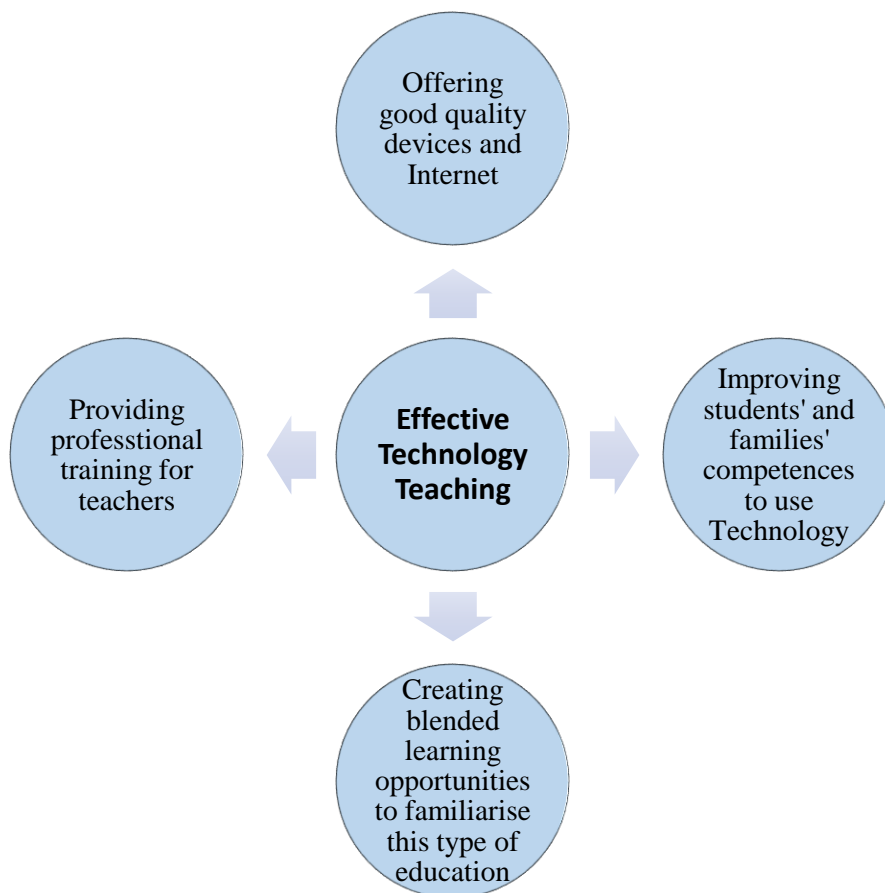 Offering
good quality
devices and
Internet
Providing
professtional
training for
teachers
Effective
Technology
Teaching
Improving
students' and
families'
competences
to use
Technology
Creating
blended
learning
opportunities
to familiarise
this type of
education